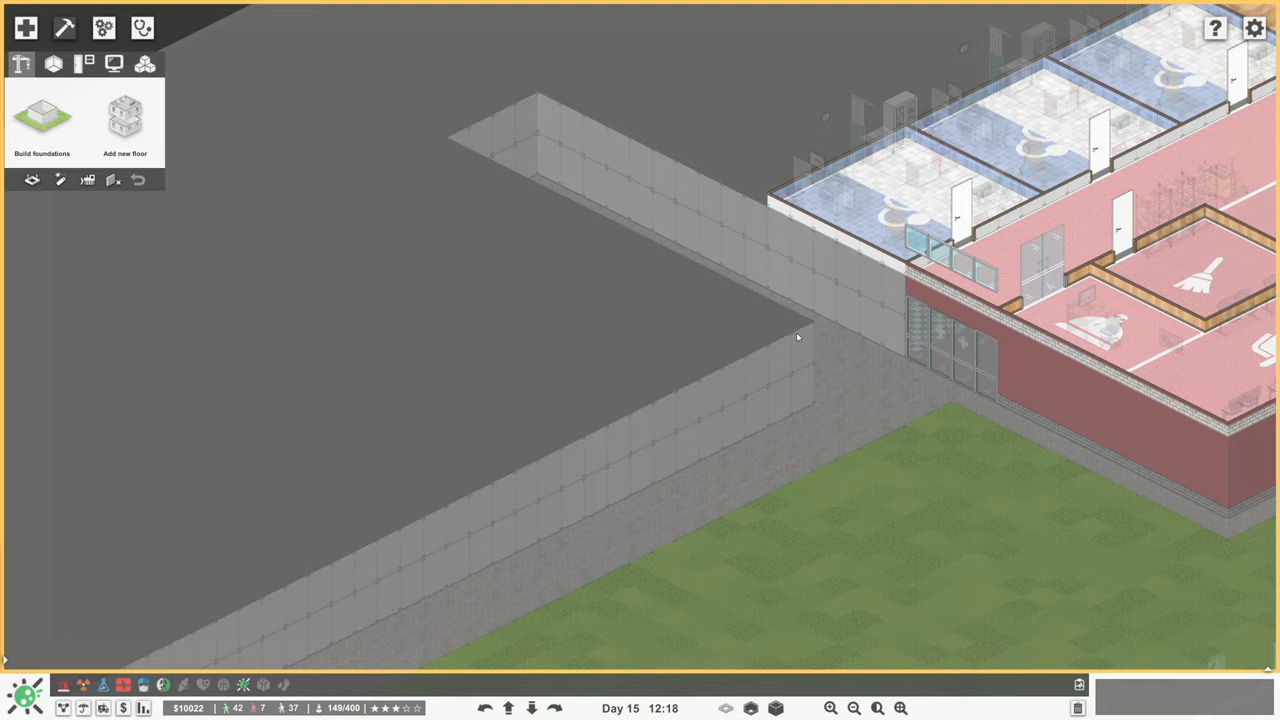 ?
Build foundations
Add new floor
$10022
42
7
37
149/400
Day 15 12:18
$